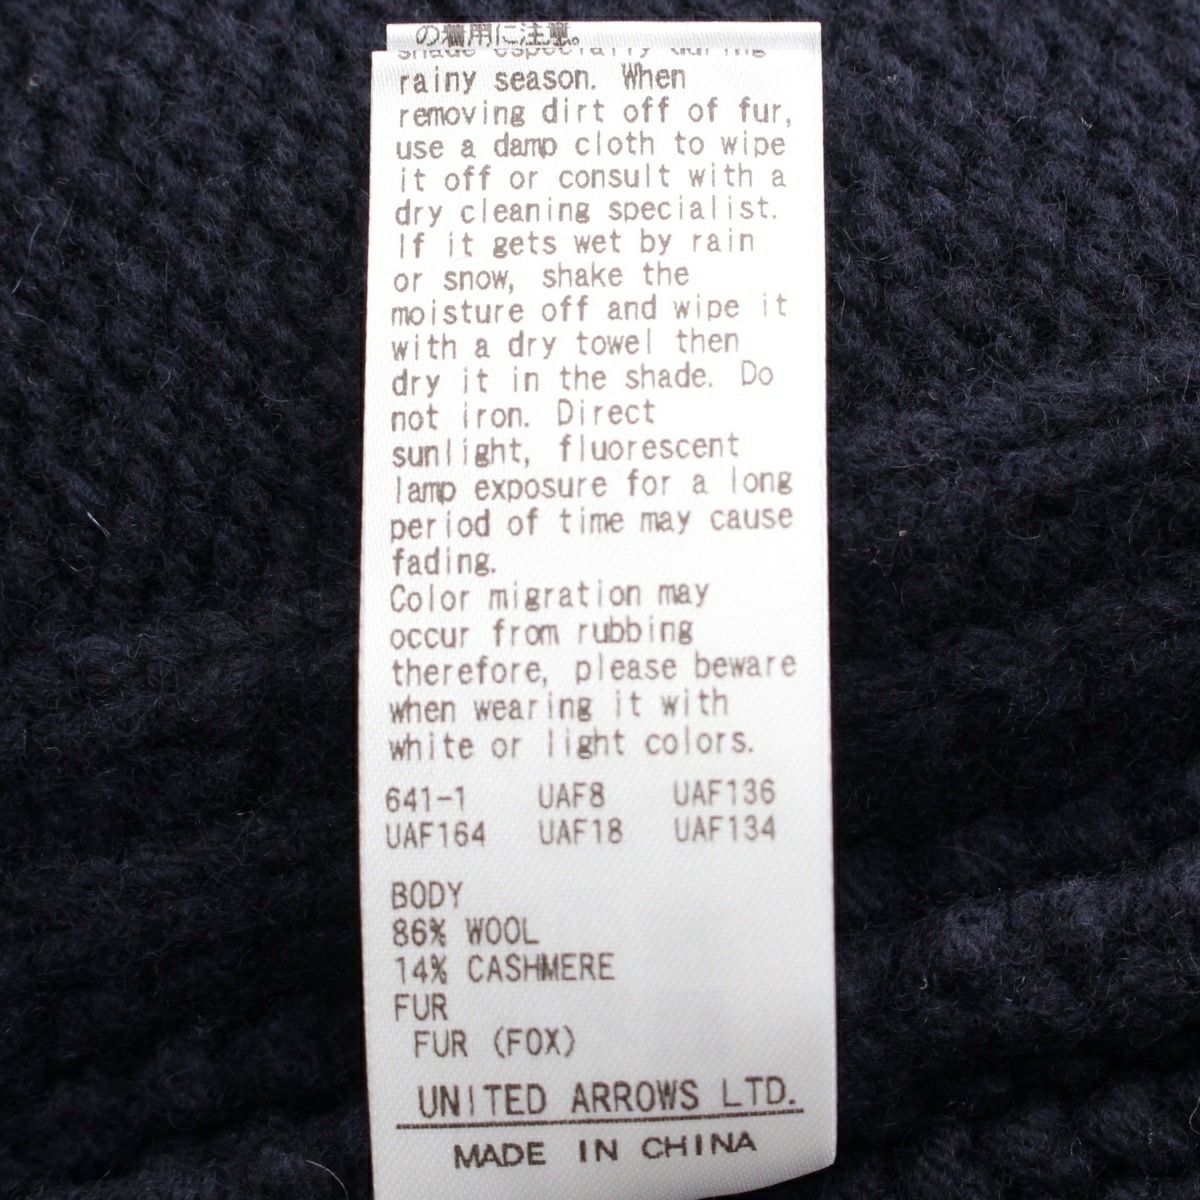 の着用に注意。
shade especially during
rainy season. When
removing dirt off of fur,
use a damp cloth to wipe
it off or consult with a
dry cleaning specialist.
If it gets wet by rain
or snow, shake the
moisture off and wipe it
with a dry towel then
dry it in the shade. Do
not iron. Direct
sunlight, fluorescent
lamp exposure for a long
period of time may cause
fading.
Color migration may
occur from rubbing
therefore, please beware
when wearing it with
white or light colors.
641-1 UAF8 UAF136
UAF164 UAF18 UAF134
BODY
86% WOOL
14% CASHMERE
FUR
FUR (FOX)
UNITED ARROWS LTD.
MADE IN CHINA